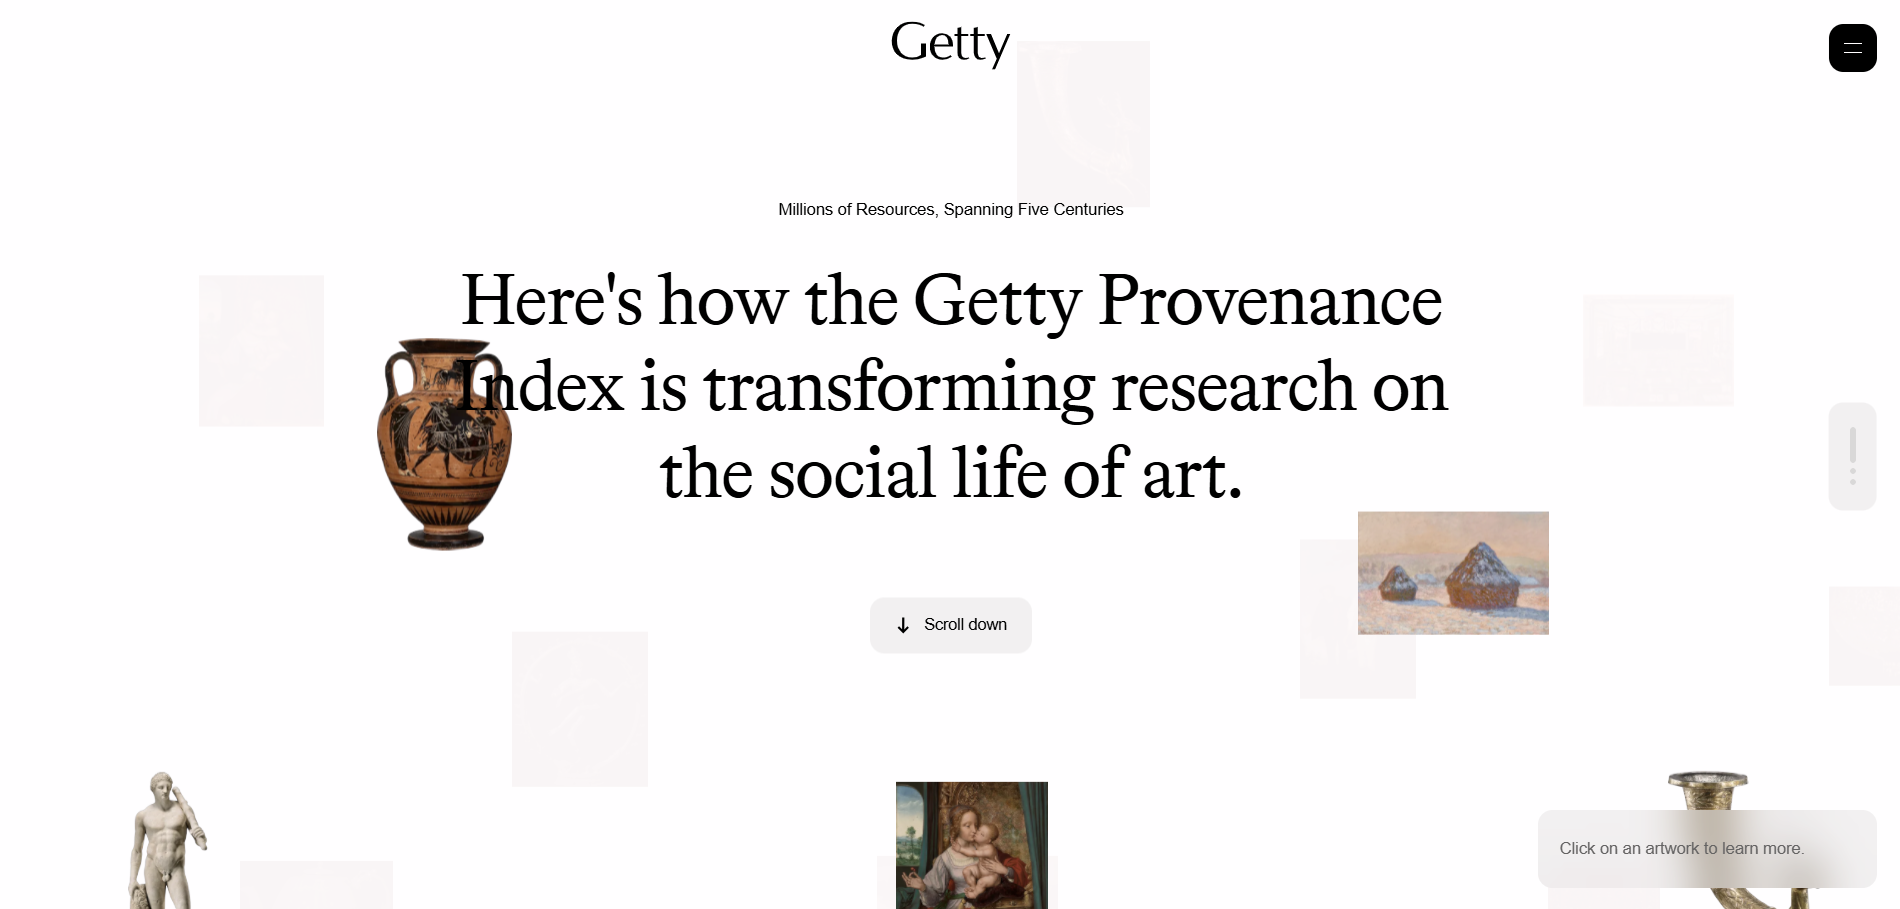 Getty
Millions of Resources, Spanning Five Centuries
Here's how the Getty Provenance
Index is transforming research on
the social life of art.
Scroll down
Click on an artwork to learn more.